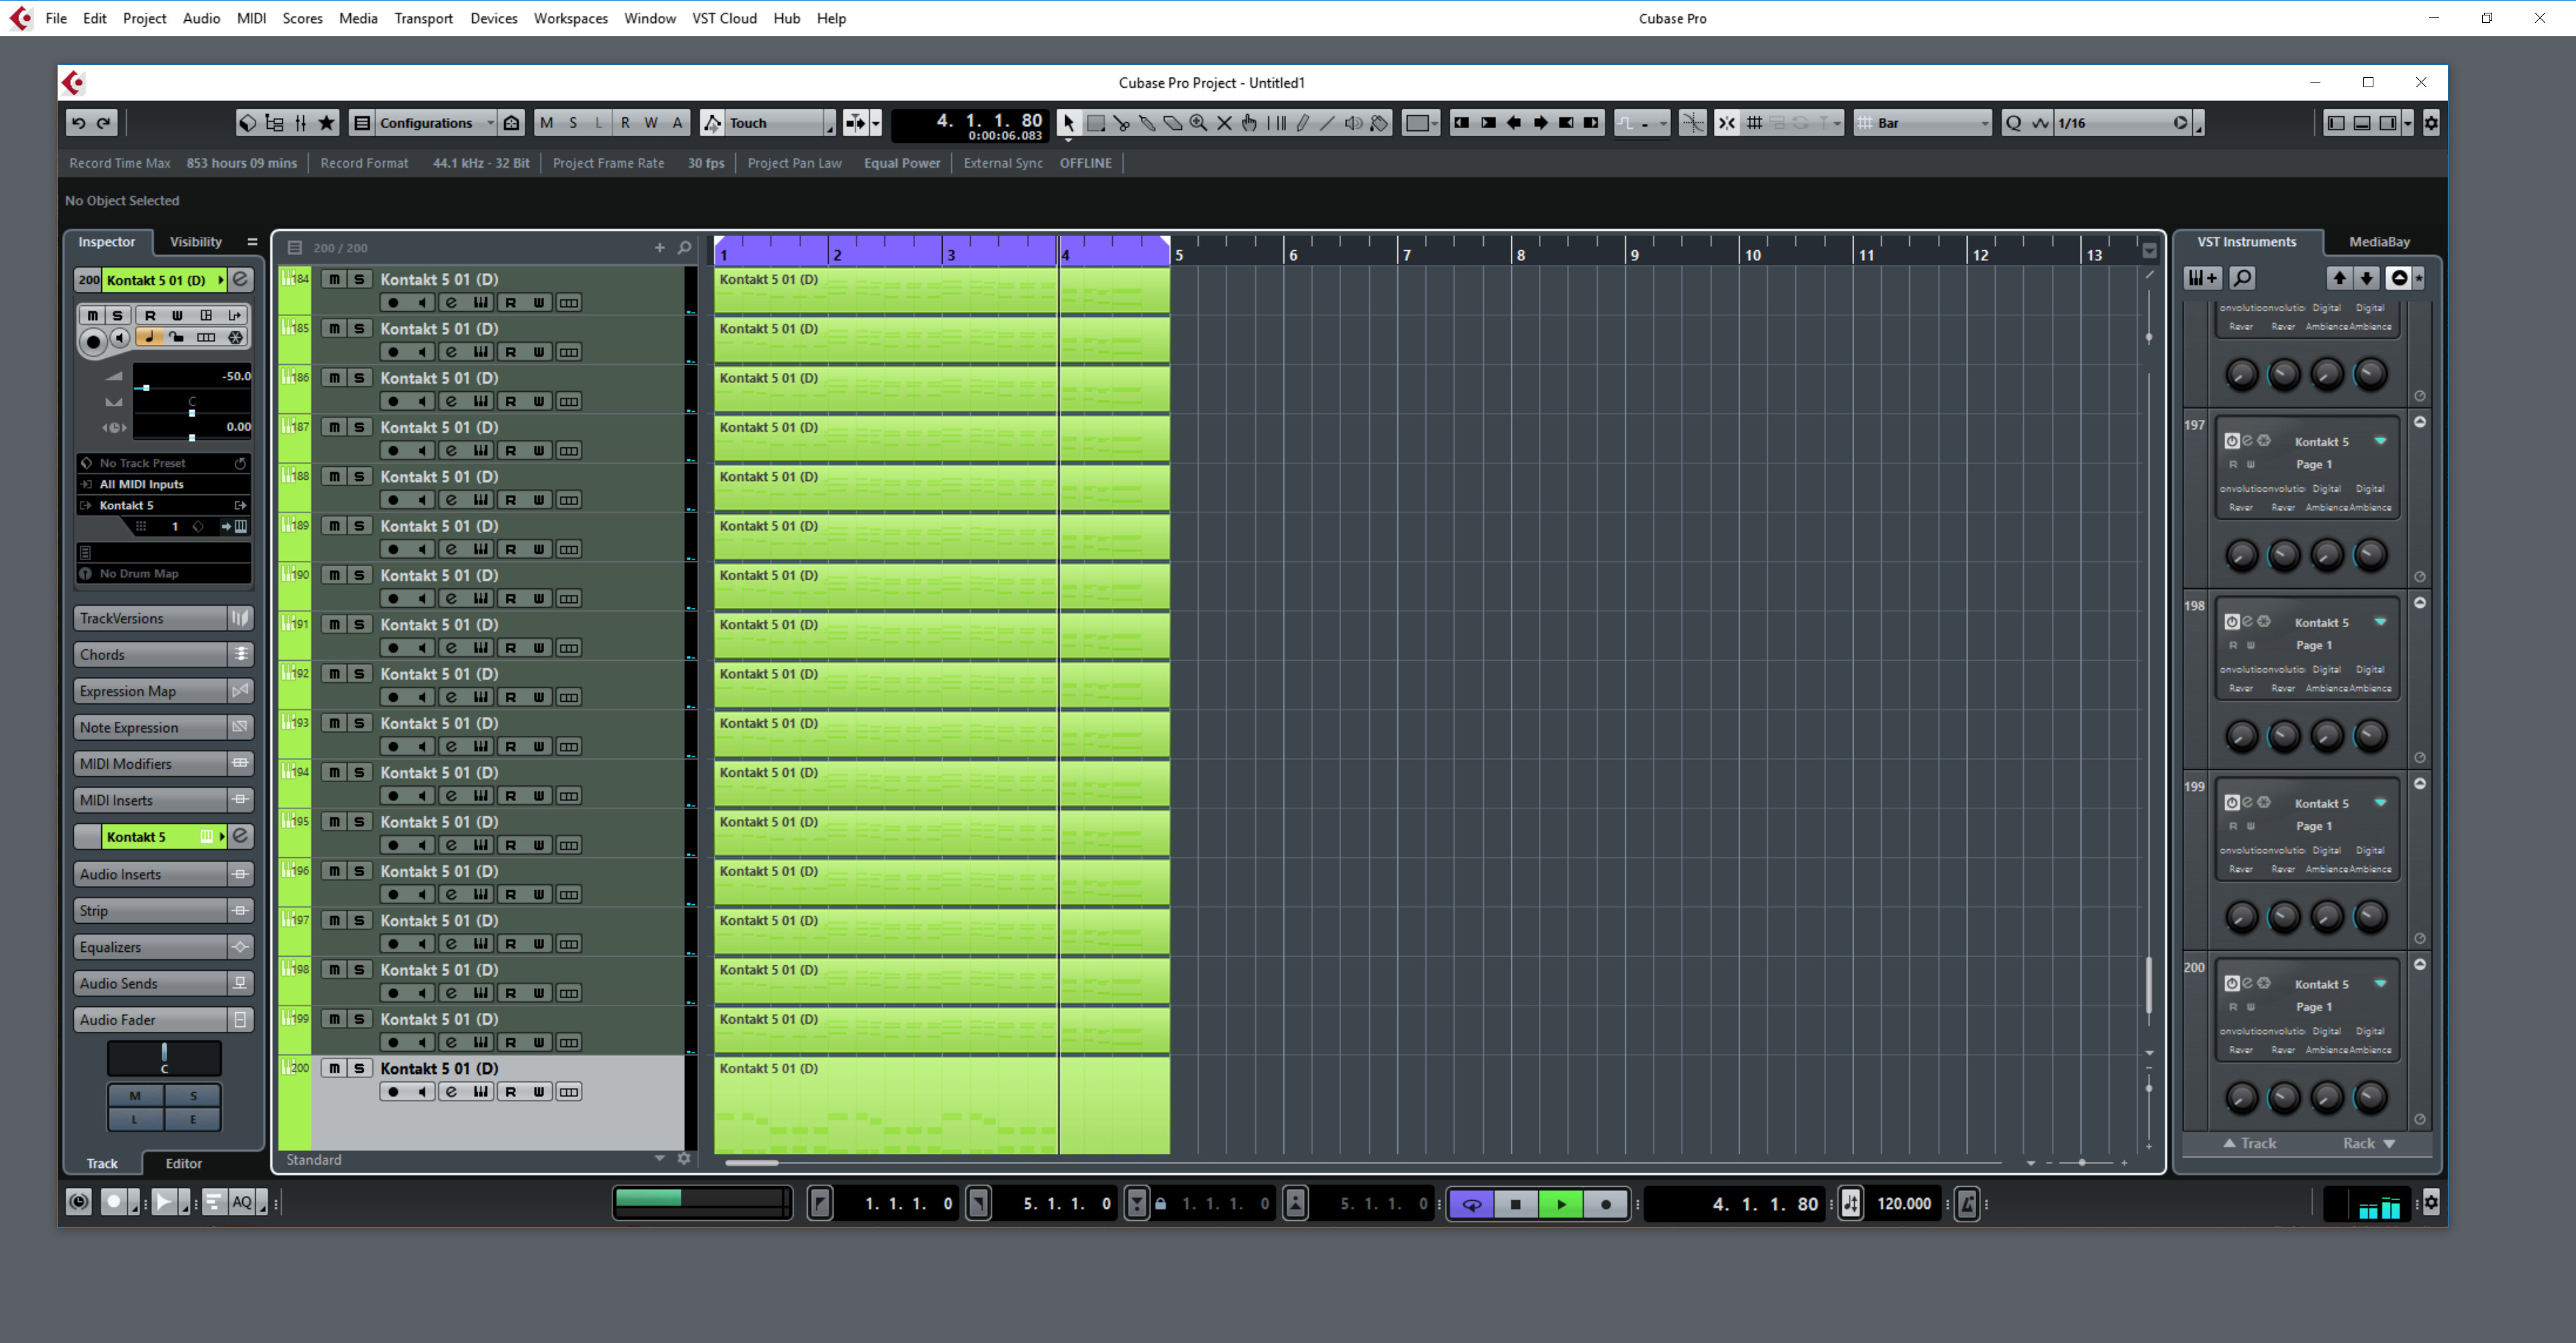 File Edit Project Audio MIDI Scores Media Transport Devices Workspaces Window VST Cloud Hub Help
Cubase Pro
Cubase Pro Project - Untitled1
Configurations M S L R W A Touch 4. 1. 1. 80 Bar Q 1/16
0:00:06.083
Record Time Max 853 hours 09 mins Record Format 44.1 kHz - 32 Bit Project Frame Rate 30 fps Project Pan Law Equal Power External Sync OFFLINE
No Object Selected
Inspector Visibility
200 Kontakt 5 01 (D)
m S R W
-50.0
C
0.00
No Track Preset
All MIDI Inputs
Kontakt 5
1
No Drum Map
TrackVersions
Chords
Expression Map
Note Expression
MIDI Modifiers
MIDI Inserts
Kontakt 5
Audio Inserts
Strip
Equalizers
Audio Sends
Audio Fader
C
M S
L E
Track Editor
200 / 200
1 2 3 4 5 6 7 8 9 10 11 12 13
184 m S Kontakt 5 01 (D) Kontakt 5 01 (D)
R W
185 m S Kontakt 5 01 (D) Kontakt 5 01 (D)
R W
186 m S Kontakt 5 01 (D) Kontakt 5 01 (D)
R W
187 m S Kontakt 5 01 (D) Kontakt 5 01 (D)
R W
188 m S Kontakt 5 01 (D) Kontakt 5 01 (D)
R W
189 m S Kontakt 5 01 (D) Kontakt 5 01 (D)
R W
190 m S Kontakt 5 01 (D) Kontakt 5 01 (D)
R W
191 m S Kontakt 5 01 (D) Kontakt 5 01 (D)
R W
192 m S Kontakt 5 01 (D) Kontakt 5 01 (D)
R W
193 m S Kontakt 5 01 (D) Kontakt 5 01 (D)
R W
194 m S Kontakt 5 01 (D) Kontakt 5 01 (D)
R W
195 m S Kontakt 5 01 (D) Kontakt 5 01 (D)
R W
196 m S Kontakt 5 01 (D) Kontakt 5 01 (D)
R W
197 m S Kontakt 5 01 (D) Kontakt 5 01 (D)
R W
198 m S Kontakt 5 01 (D) Kontakt 5 01 (D)
R W
199 m S Kontakt 5 01 (D) Kontakt 5 01 (D)
R W
200 m S Kontakt 5 01 (D) Kontakt 5 01 (D)
R W
Standard
VST Instruments MediaBay
onvolutionvolutio Digital Digital
Rever Rever Ambience Ambience
197 Kontakt 5
R W Page 1
onvolutionvolutio Digital Digital
Rever Rever Ambience Ambience
198 Kontakt 5
R W Page 1
onvolutionvolutio Digital Digital
Rever Rever Ambience Ambience
199 Kontakt 5
R W Page 1
onvolutionvolutio Digital Digital
Rever Rever Ambience Ambience
200 Kontakt 5
R W Page 1
onvolutionvolutio Digital Digital
Rever Rever Ambience Ambience
Track Rack
AQ 1. 1. 1. 0 5. 1. 1. 0 1. 1. 1. 0 5. 1. 1. 0 4. 1. 1. 80 120.000